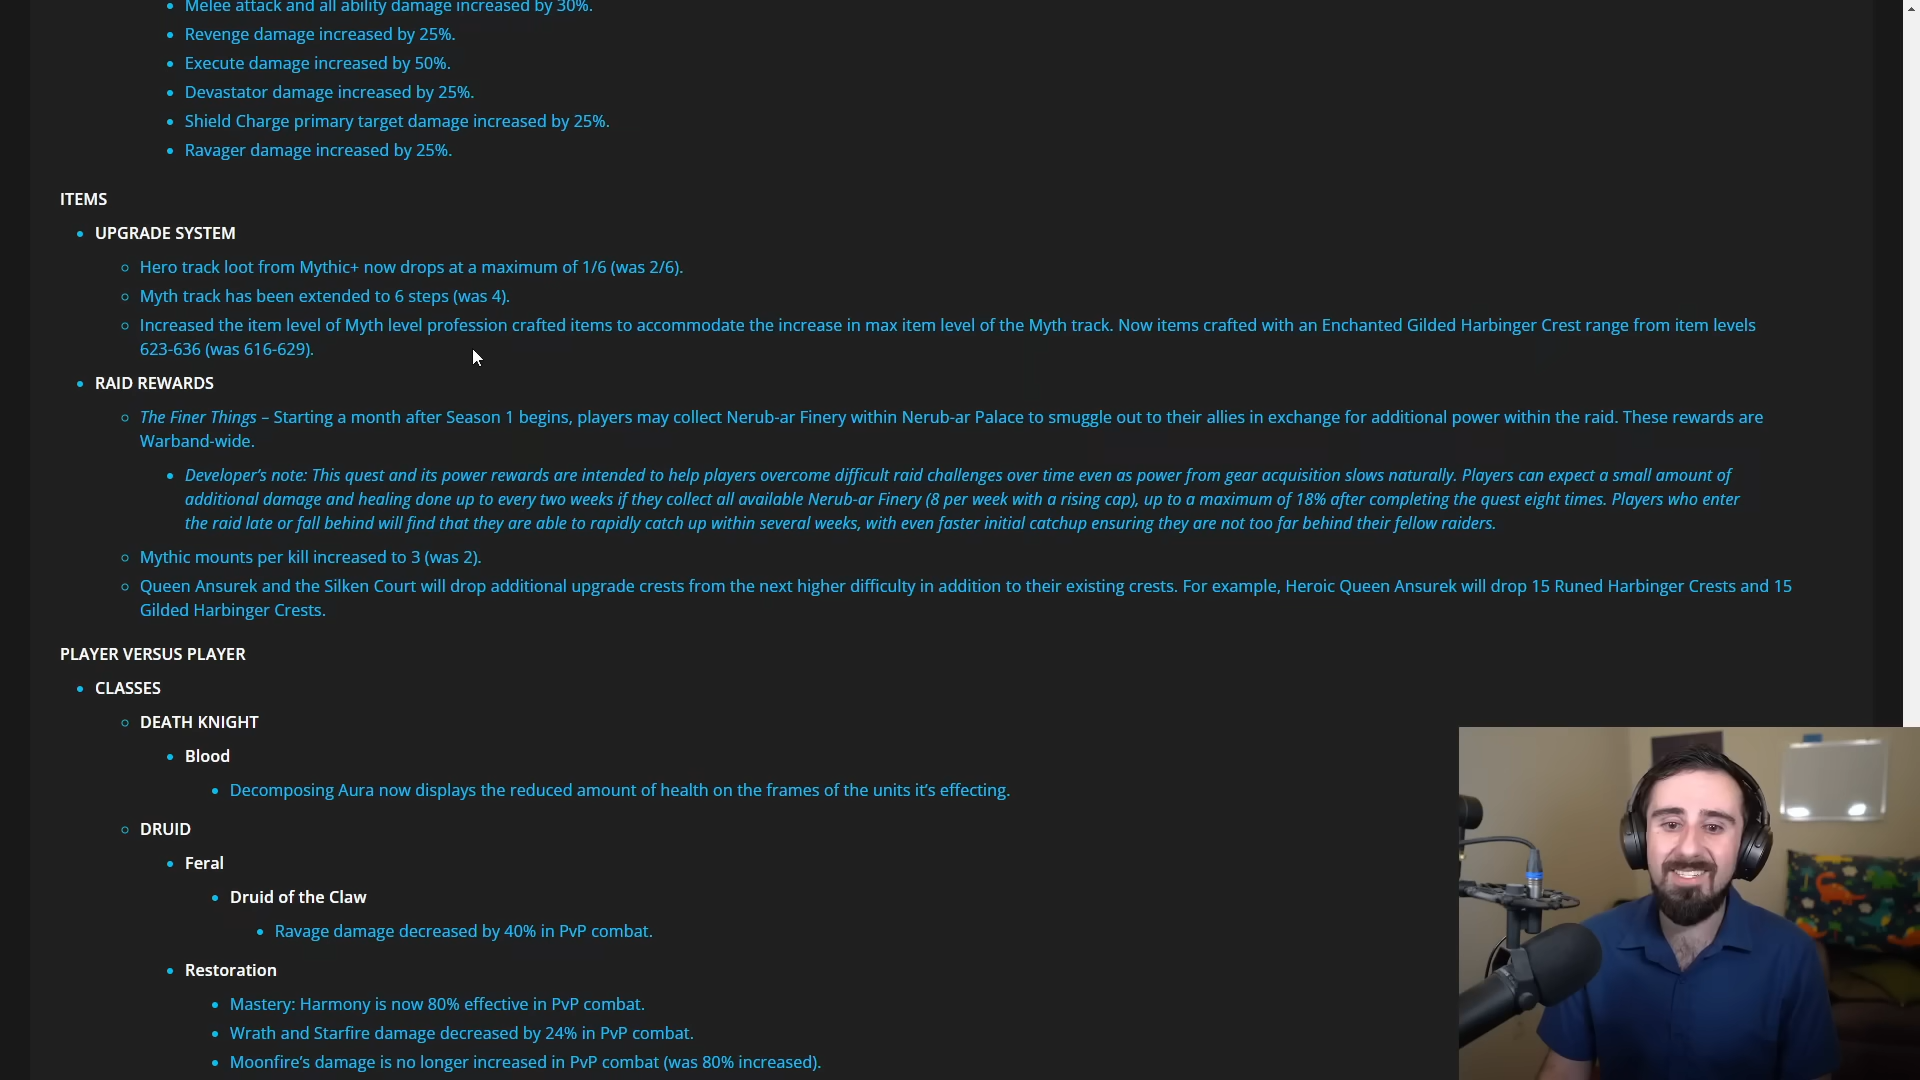 Melee attack and all ability damage increased by 30%.
Revenge damage increased by 25%.
Execute damage increased by 50%.
Devastator damage increased by 25%.
Shield Charge primary target damage increased by 25%.
Ravager damage increased by 25%.
ITEMS
UPGRADE SYSTEM
Hero track loot from Mythic+ now drops at a maximum of 1/6 (was 2/6).
Myth track has been extended to 6 steps (was 4).
Increased the item level of Myth level profession crafted items to accommodate the increase in max item level of the Myth track. Now items crafted with an Enchanted Gilded Harbinger Crest range from item levels
623-636 (was 616-629).
RAID REWARDS
The Finer Things – Starting a month after Season 1 begins, players may collect Nerub-ar Finery within Nerub-ar Palace to smuggle out to their allies in exchange for additional power within the raid. These rewards are
Warband-wide.
Developer’s note: This quest and its power rewards are intended to help players overcome difficult raid challenges over time even as power from gear acquisition slows naturally. Players can expect a small amount of
additional damage and healing done up to every two weeks if they collect all available Nerub-ar Finery (8 per week with a rising cap), up to a maximum of 18% after completing the quest eight times. Players who enter
the raid late or fall behind will find that they are able to rapidly catch up within several weeks, with even faster initial catchup ensuring they are not too far behind their fellow raiders.
Mythic mounts per kill increased to 3 (was 2).
Queen Ansurek and the Silken Court will drop additional upgrade crests from the next higher difficulty in addition to their existing crests. For example, Heroic Queen Ansurek will drop 15 Runed Harbinger Crests and 15
Gilded Harbinger Crests.
PLAYER VERSUS PLAYER
CLASSES
DEATH KNIGHT
Blood
Decomposing Aura now displays the reduced amount of health on the frames of the units it’s effecting.
DRUID
Feral
Druid of the Claw
Ravage damage decreased by 40% in PvP combat.
Restoration
Mastery: Harmony is now 80% effective in PvP combat.
Wrath and Starfire damage decreased by 24% in PvP combat.
Moonfire’s damage is no longer increased in PvP combat (was 80% increased).